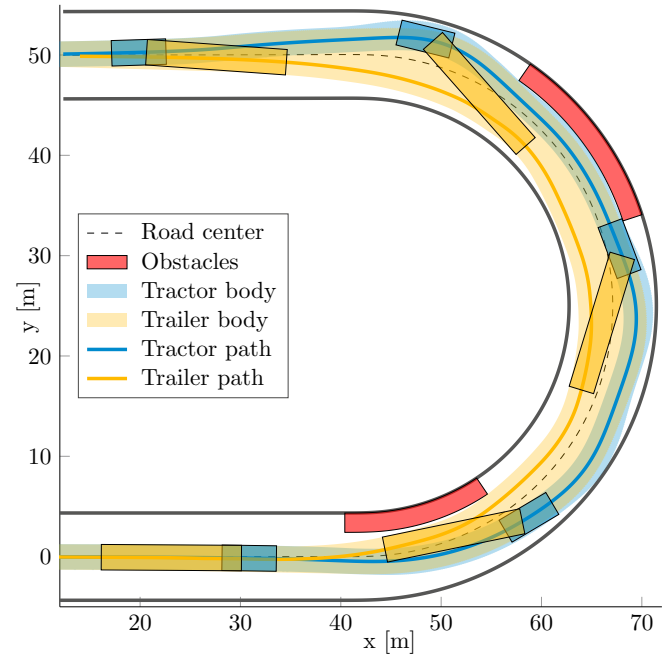 50
40
30
20
10
0
y [m]
Road center
Obstacles
Tractor body
Trailer body
Tractor path
Trailer path
20 30 40 50 60 70
x [m]